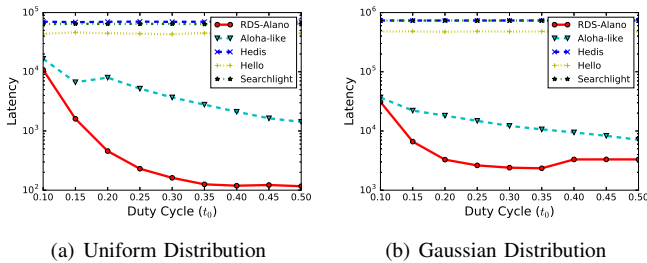 10^5
10^4
10^3
10^2
Latency
0.10 0.15 0.20 0.25 0.30 0.35 0.40 0.45 0.50
Duty Cycle (t_0)
RDS-Alano
Aloha-like
Hedis
Hello
Searchlight
(a) Uniform Distribution
10^6
10^5
10^4
10^3
Latency
0.10 0.15 0.20 0.25 0.30 0.35 0.40 0.45 0.50
Duty Cycle (t_0)
RDS-Alano
Aloha-like
Hedis
Hello
Searchlight
(b) Gaussian Distribution